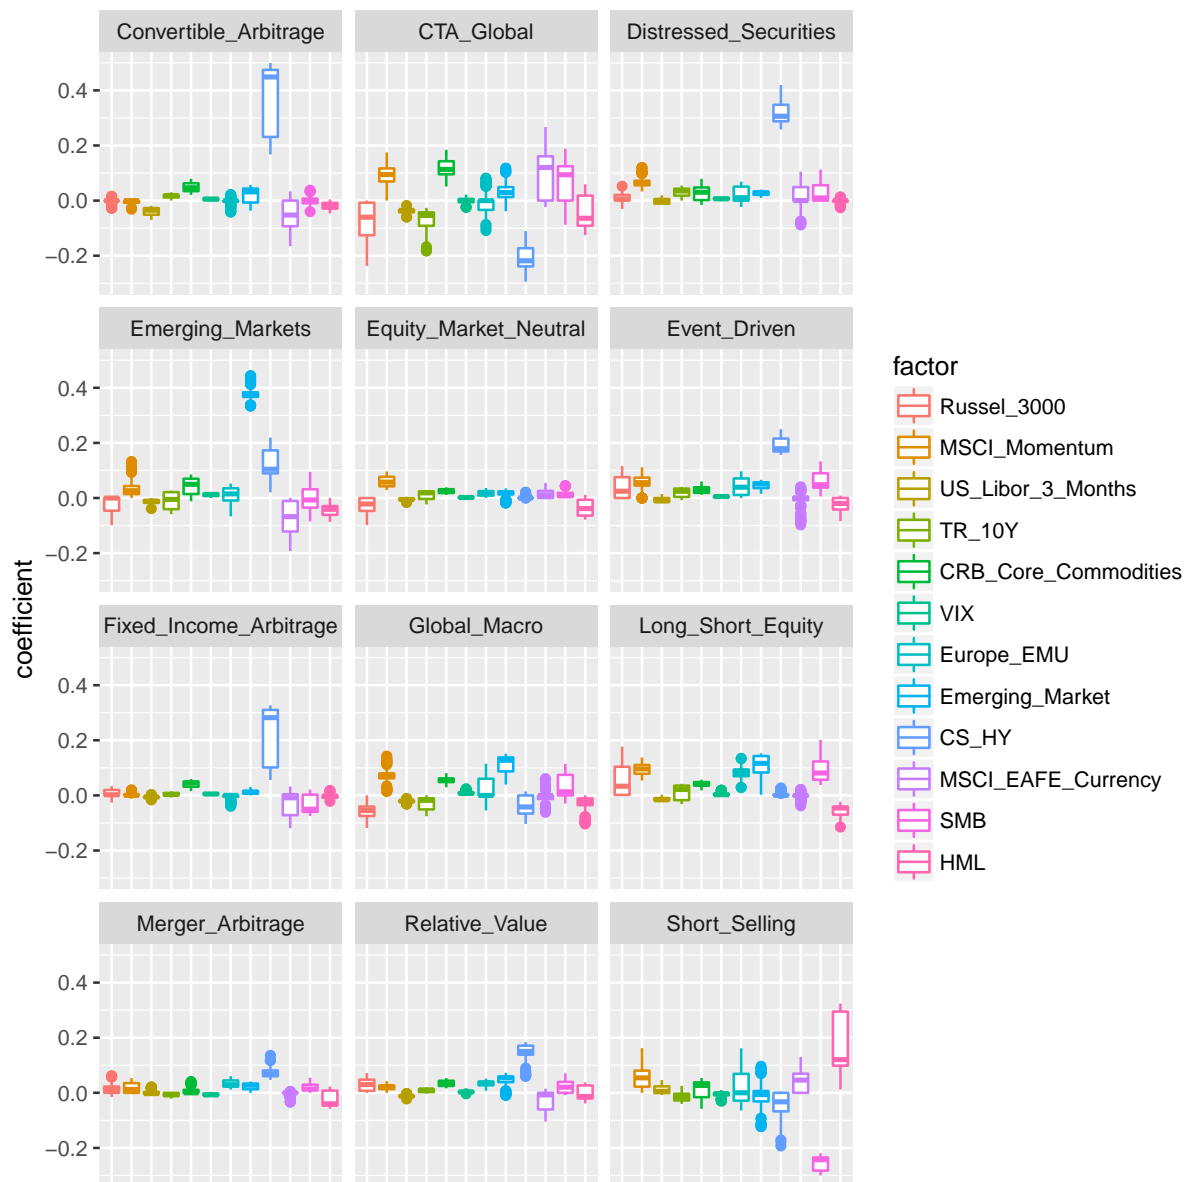 Convertible_Arbitrage CTA_Global Distressed_Securities
0.4
0.2
0.0
−0.2
Emerging_Markets Equity_Market_Neutral Event_Driven
0.4
0.2
0.0
−0.2
Fixed_Income_Arbitrage Global_Macro Long_Short_Equity
0.4
0.2
0.0
−0.2
Merger_Arbitrage Relative_Value Short_Selling
0.4
0.2
0.0
−0.2
coefficient
factor
Russel_3000
MSCI_Momentum
US_Libor_3_Months
TR_10Y
CRB_Core_Commodities
VIX
Europe_EMU
Emerging_Market
CS_HY
MSCI_EAFE_Currency
SMB
HML